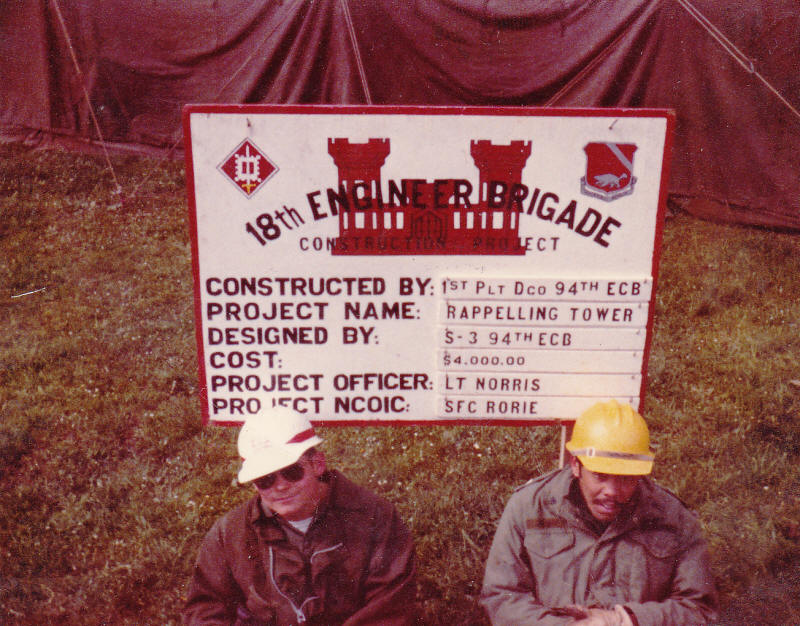 18th ENGINEER BRIGADE
CONSTRUCTION PROJECT
CONSTRUCTED BY: 1ST PLT DCO 94TH ECB
PROJECT NAME: RAPPELLING TOWER
DESIGNED BY: S-3 94TH ECB
COST: $4.000.00
PROJECT OFFICER: LT NORRIS
PROJECT NCOIC: SFC RORIE